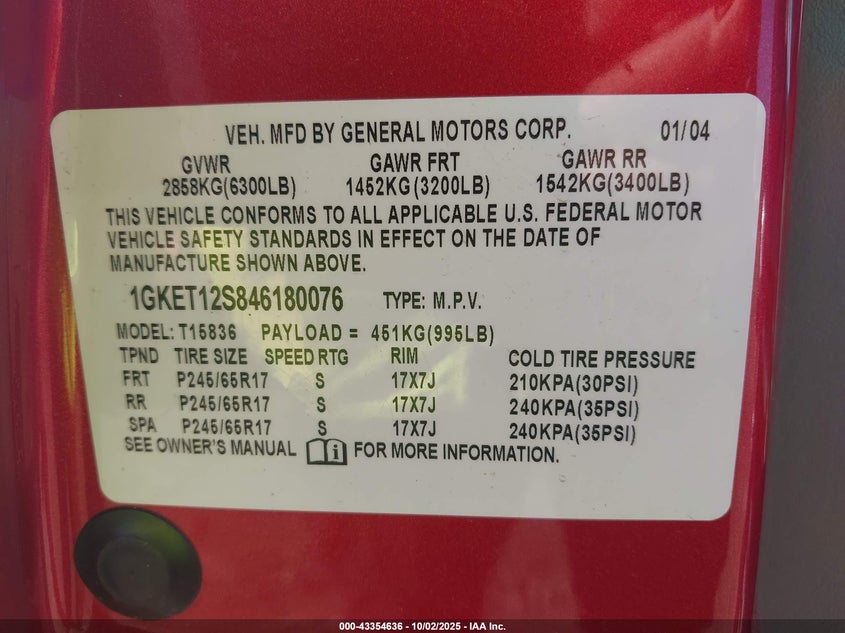 VEH. MFD BY GENERAL MOTORS CORP. 01/04
GVWR GAWR FRT GAWR RR
2858KG(6300LB) 1452KG(3200LB) 1542KG(3400LB)
THIS VEHICLE CONFORMS TO ALL APPLICABLE U.S. FEDERAL MOTOR
VEHICLE SAFETY STANDARDS IN EFFECT ON THE DATE OF
MANUFACTURE SHOWN ABOVE.
1GKET12S846180076 TYPE: M.P.V.
MODEL: T15836 PAYLOAD = 451KG(995LB)
TPND TIRE SIZE SPEED RTG RIM COLD TIRE PRESSURE
FRT P245/65R17 S 17X7J 210KPA(30PSI)
RR P245/65R17 S 17X7J 240KPA(35PSI)
SPA P245/65R17 S 17X7J 240KPA(35PSI)
SEE OWNER'S MANUAL i FOR MORE INFORMATION.
000-43354636 - 10/02/2025 - IAA Inc.